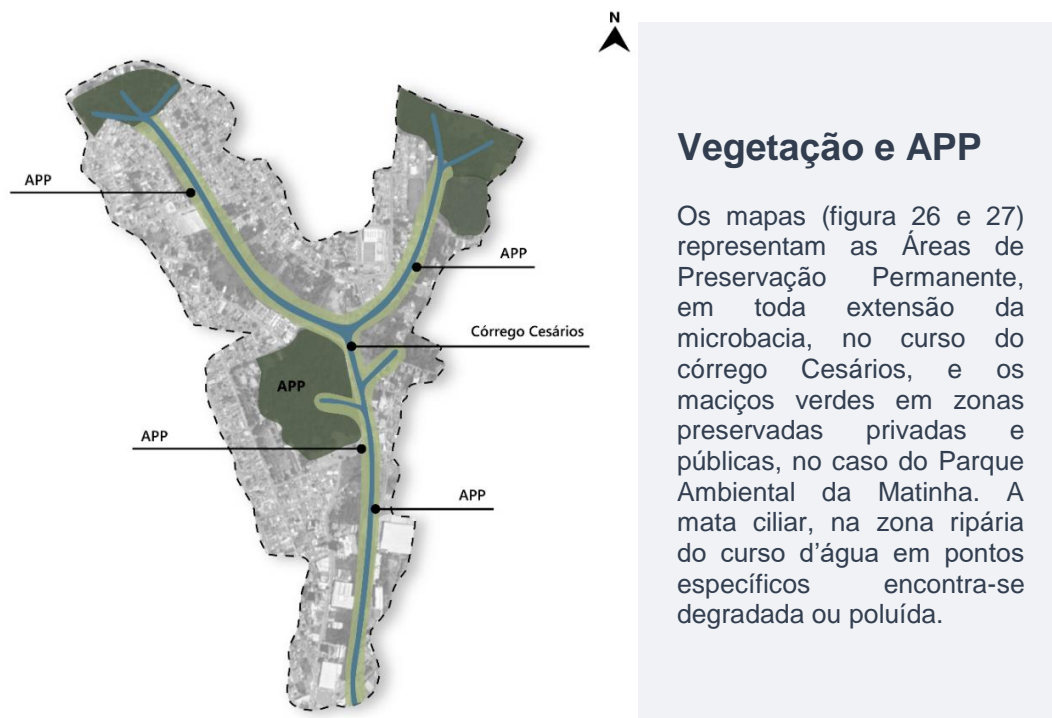 N
APP
APP
Córrego Cesários
APP
APP
APP
Vegetação e APP
Os mapas (figura 26 e 27)
representam as Áreas de
Preservação Permanente,
em toda extensão da
microbacia, no curso do
córrego Cesários, e os
maciços verdes em zonas
preservadas privadas e
públicas, no caso do Parque
Ambiental da Matinha. A
mata ciliar, na zona ripária
do curso d’água em pontos
específicos encontra-se
degradada ou poluída.